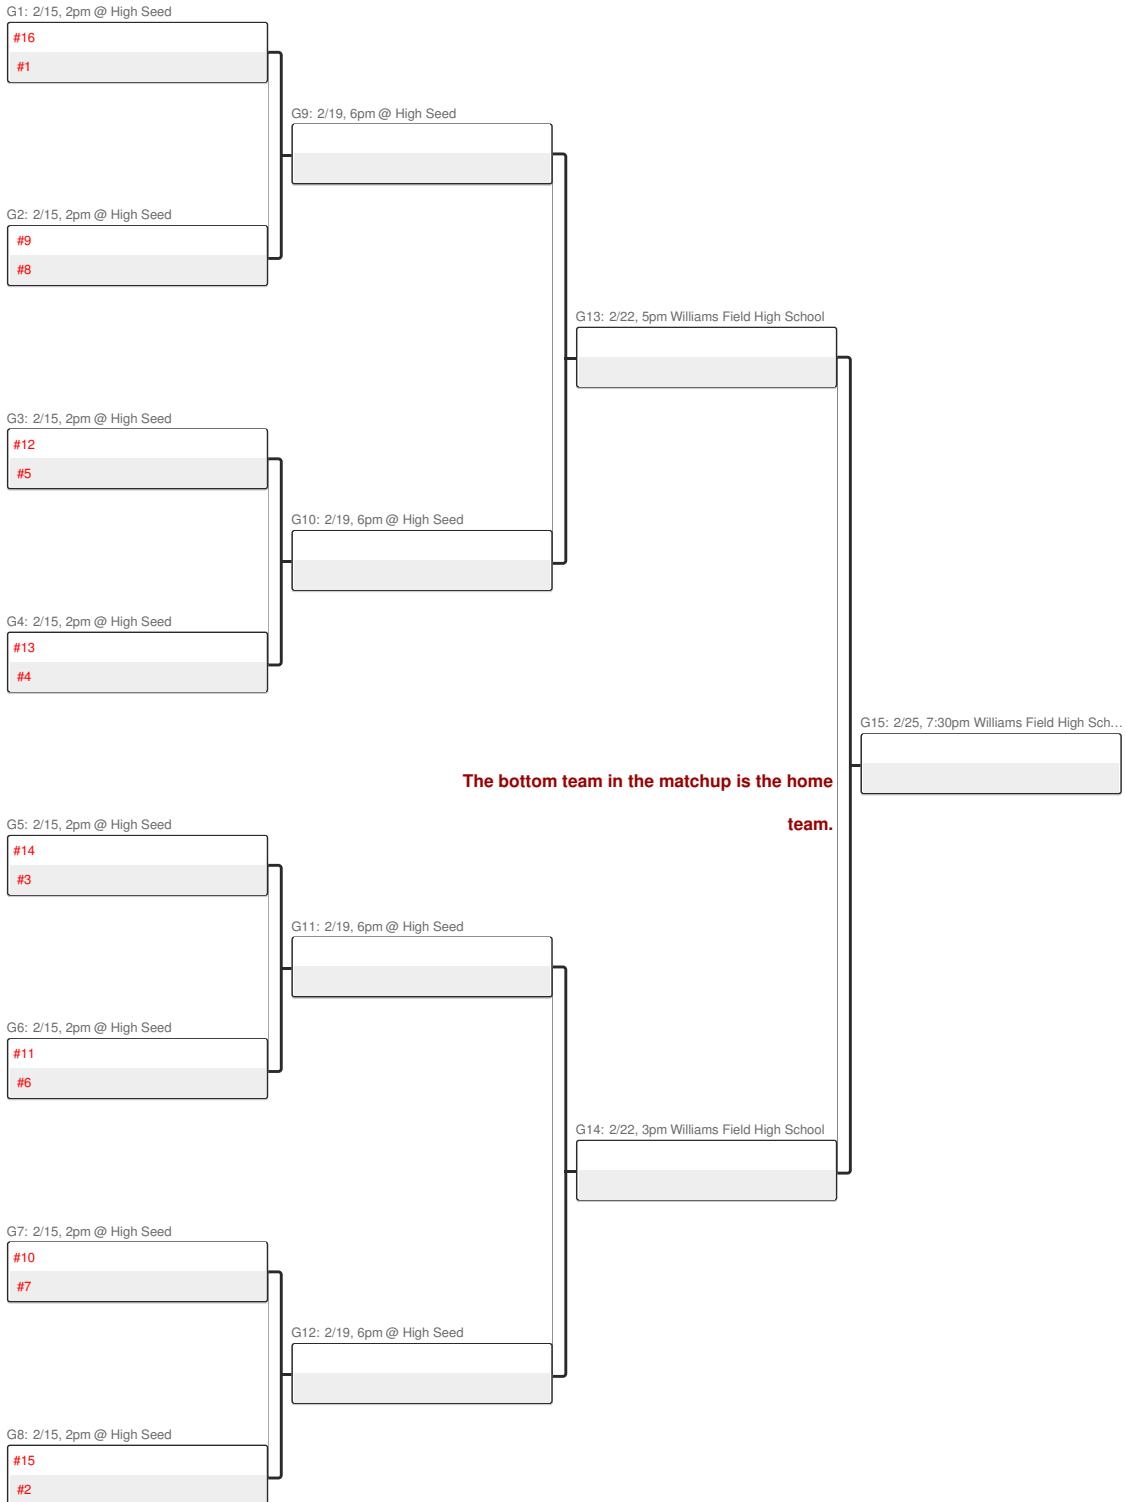 G1: 2/15, 2pm @ High Seed
#16
#1
G9: 2/19, 6pm @ High Seed
G2: 2/15, 2pm @ High Seed
#9
#8
G13: 2/22, 5pm Williams Field High School
G3: 2/15, 2pm @ High Seed
#12
#5
G10: 2/19, 6pm @ High Seed
G4: 2/15, 2pm @ High Seed
#13
#4
G15: 2/25, 7:30pm Williams Field High Sch...
The bottom team in the matchup is the home
team.
G5: 2/15, 2pm @ High Seed
#14
#3
G11: 2/19, 6pm @ High Seed
G6: 2/15, 2pm @ High Seed
#11
#6
G14: 2/22, 3pm Williams Field High School
G7: 2/15, 2pm @ High Seed
#10
#7
G12: 2/19, 6pm @ High Seed
G8: 2/15, 2pm @ High Seed
#15
#2